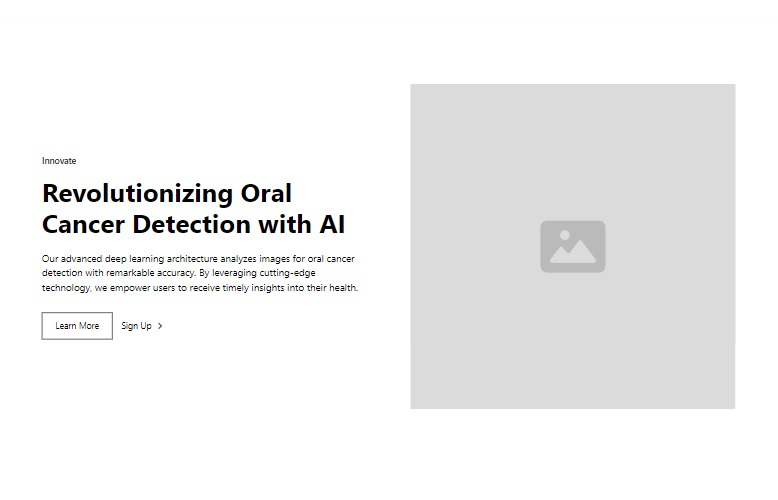 Innovate
Revolutionizing Oral
Cancer Detection with AI
Our advanced deep learning architecture analyzes images for oral cancer
detection with remarkable accuracy. By leveraging cutting-edge
technology, we empower users to receive timely insights into their health.
Learn More Sign Up